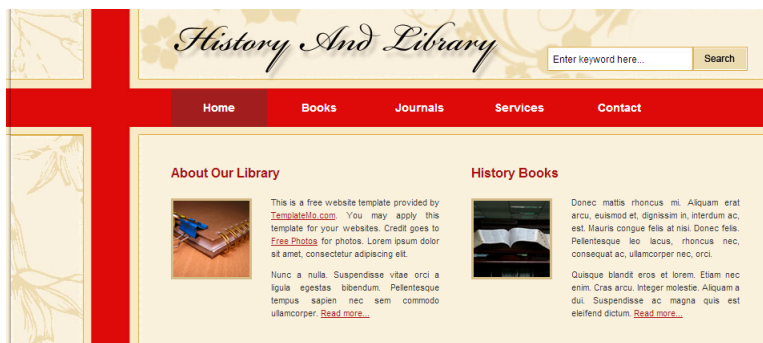 History And Library
Enter keyword here...
Search
Home
Books
Journals
Services
Contact
About Our Library
This is a free website template provided by
TemplateMo.com. You may apply this
template for your websites. Credit goes to
Free Photos for photos. Lorem ipsum dolor
sit amet, consectetur adipiscing elit.
Nunc a nulla. Suspendisse vitae orci a
ligula egestas bibendum. Pellentesque
tempus sapien nec sem commodo
ullamcorper. Read more...
History Books
Donec mattis rhoncus mi. Aliquam erat
arcu, euismod et, dignissim in, interdum ac,
est. Mauris congue felis at nisi. Donec felis.
Pellentesque leo lacus, rhoncus nec,
consequat ac, ullamcorper nec, orci.
Quisque blandit eros et lorem. Etiam nec
enim. Cras arcu. Integer molestie. Aliquam a
dui. Suspendisse ac magna quis est
eleifend dictum. Read more...